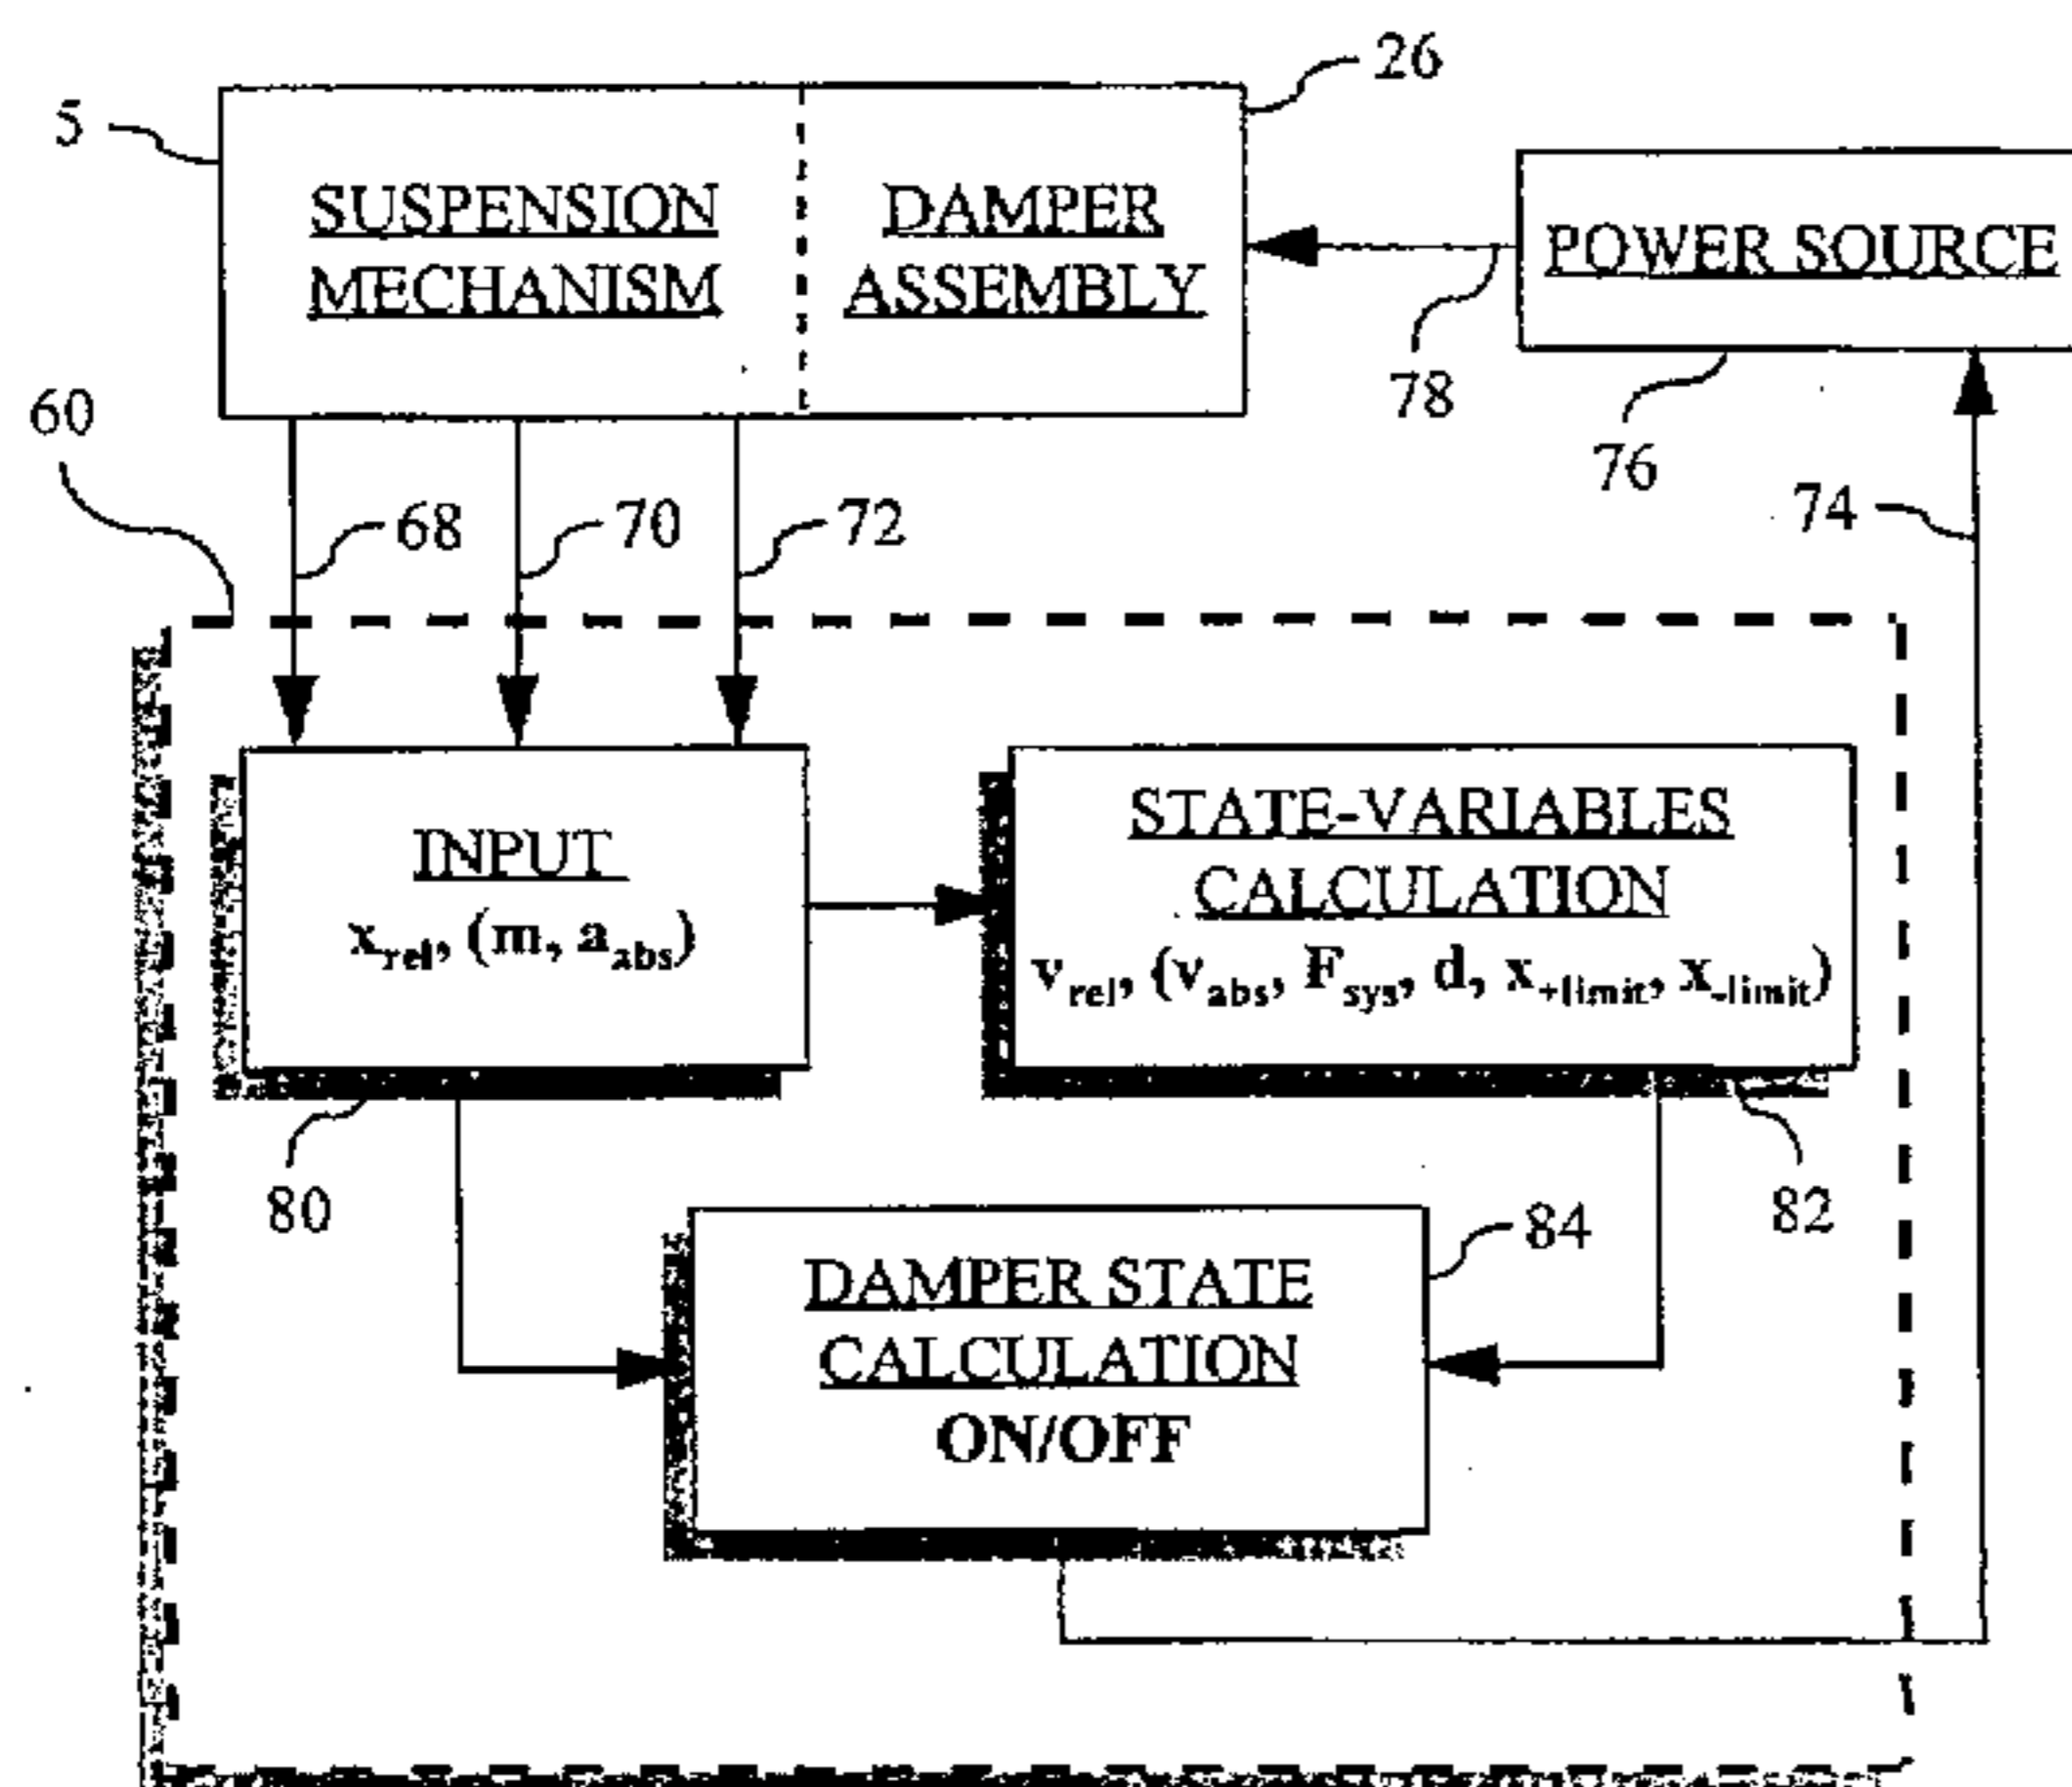 26
5
SUSPENSION
MECHANISM
DAMPER
ASSEMBLY
POWER SOURCE
78
76
60
68
70
72
74
INPUT
x_rel, (m, a_abs)
STATE-VARIABLES
CALCULATION
v_rel, (v_abs, F_sys, d, x_+limit, x_-limit)
80
82
84
DAMPER STATE
CALCULATION
ON/OFF